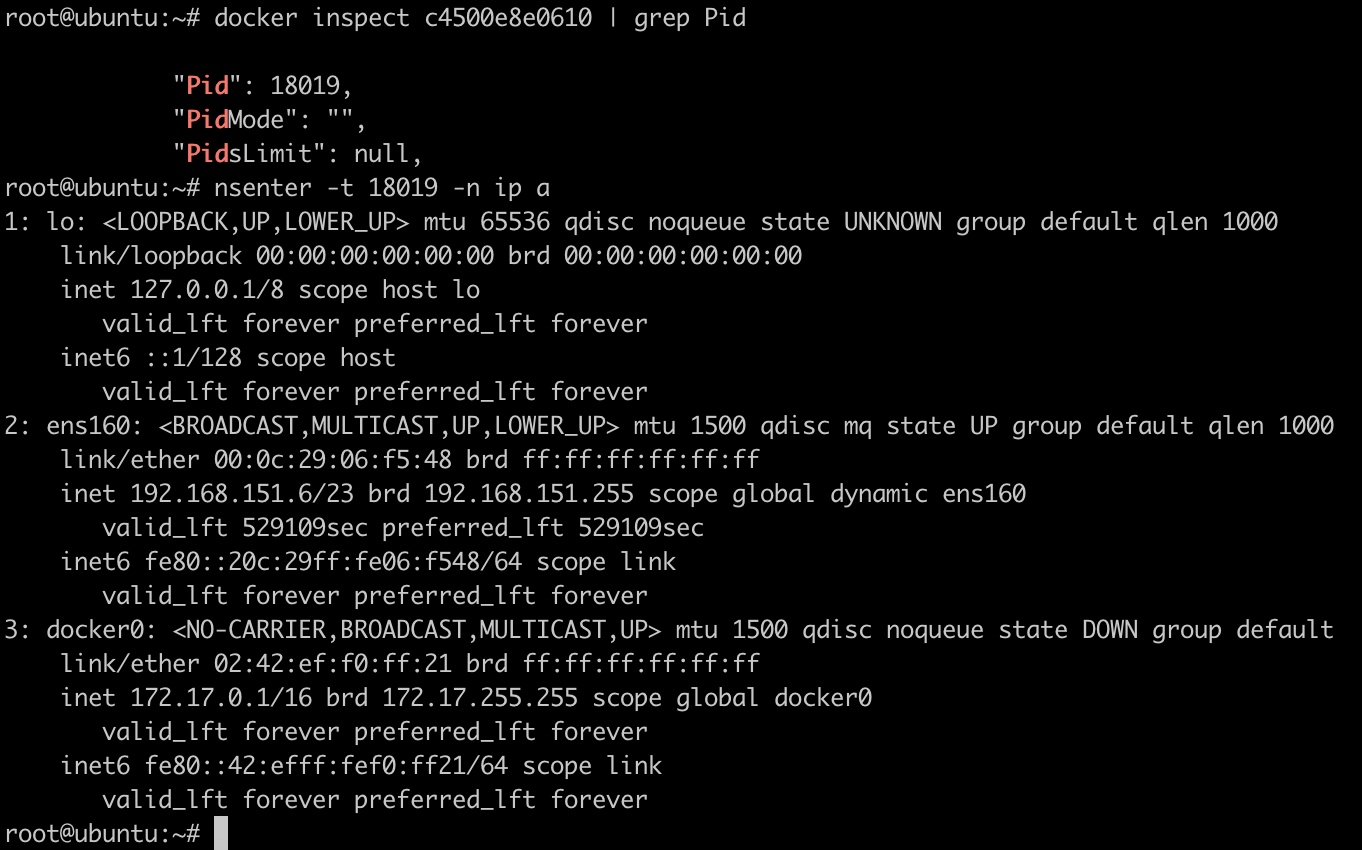 root@ubuntu:~# docker inspect c4500e8e0610 | grep Pid
            "Pid": 18019,
            "PidMode": "",
            "PidsLimit": null,
root@ubuntu:~# nsenter -t 18019 -n ip a
1: lo: <LOOPBACK,UP,LOWER_UP> mtu 65536 qdisc noqueue state UNKNOWN group default qlen 1000
    link/loopback 00:00:00:00:00:00 brd 00:00:00:00:00:00
    inet 127.0.0.1/8 scope host lo
       valid_lft forever preferred_lft forever
    inet6 ::1/128 scope host
       valid_lft forever preferred_lft forever
2: ens160: <BROADCAST,MULTICAST,UP,LOWER_UP> mtu 1500 qdisc mq state UP group default qlen 1000
    link/ether 00:0c:29:06:f5:48 brd ff:ff:ff:ff:ff:ff
    inet 192.168.151.6/23 brd 192.168.151.255 scope global dynamic ens160
       valid_lft 529109sec preferred_lft 529109sec
    inet6 fe80::20c:29ff:fe06:f548/64 scope link
       valid_lft forever preferred_lft forever
3: docker0: <NO-CARRIER,BROADCAST,MULTICAST,UP> mtu 1500 qdisc noqueue state DOWN group default
    link/ether 02:42:ef:f0:ff:21 brd ff:ff:ff:ff:ff:ff
    inet 172.17.0.1/16 brd 172.17.255.255 scope global docker0
       valid_lft forever preferred_lft forever
    inet6 fe80::42:efff:fef0:ff21/64 scope link
       valid_lft forever preferred_lft forever
root@ubuntu:~#